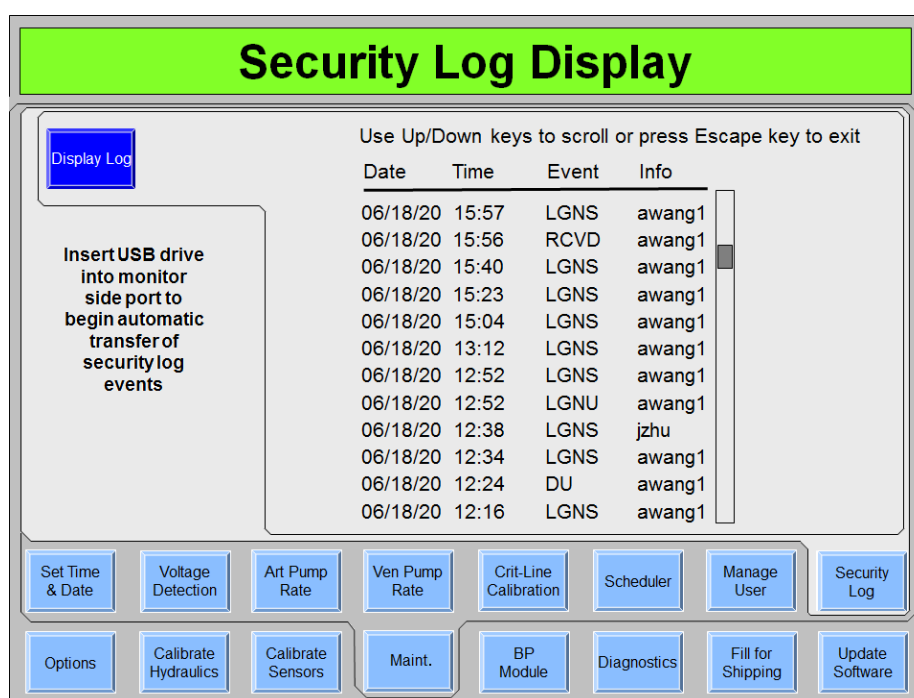 Security Log Display
Display Log
Use Up/Down keys to scroll or press Escape key to exit
Date Time Event Info
06/18/20 15:57 LGNS awang1
06/18/20 15:56 RCVD awang1
06/18/20 15:40 LGNS awang1
06/18/20 15:23 LGNS awang1
06/18/20 15:04 LGNS awang1
06/18/20 13:12 LGNS awang1
06/18/20 12:52 LGNS awang1
06/18/20 12:52 LGNU awang1
06/18/20 12:38 LGNS jzhu
06/18/20 12:34 LGNS awang1
06/18/20 12:24 DU awang1
06/18/20 12:16 LGNS awang1
Insert USB drive
into monitor
side port to
begin automatic
transfer of
security log
events
Set Time
& Date
Voltage
Detection
Art Pump
Rate
Ven Pump
Rate
Crit-Line
Calibration
Scheduler
Manage
User
Security
Log
Options
Calibrate
Hydraulics
Calibrate
Sensors
Maint.
BP
Module
Diagnostics
Fill for
Shipping
Update
Software